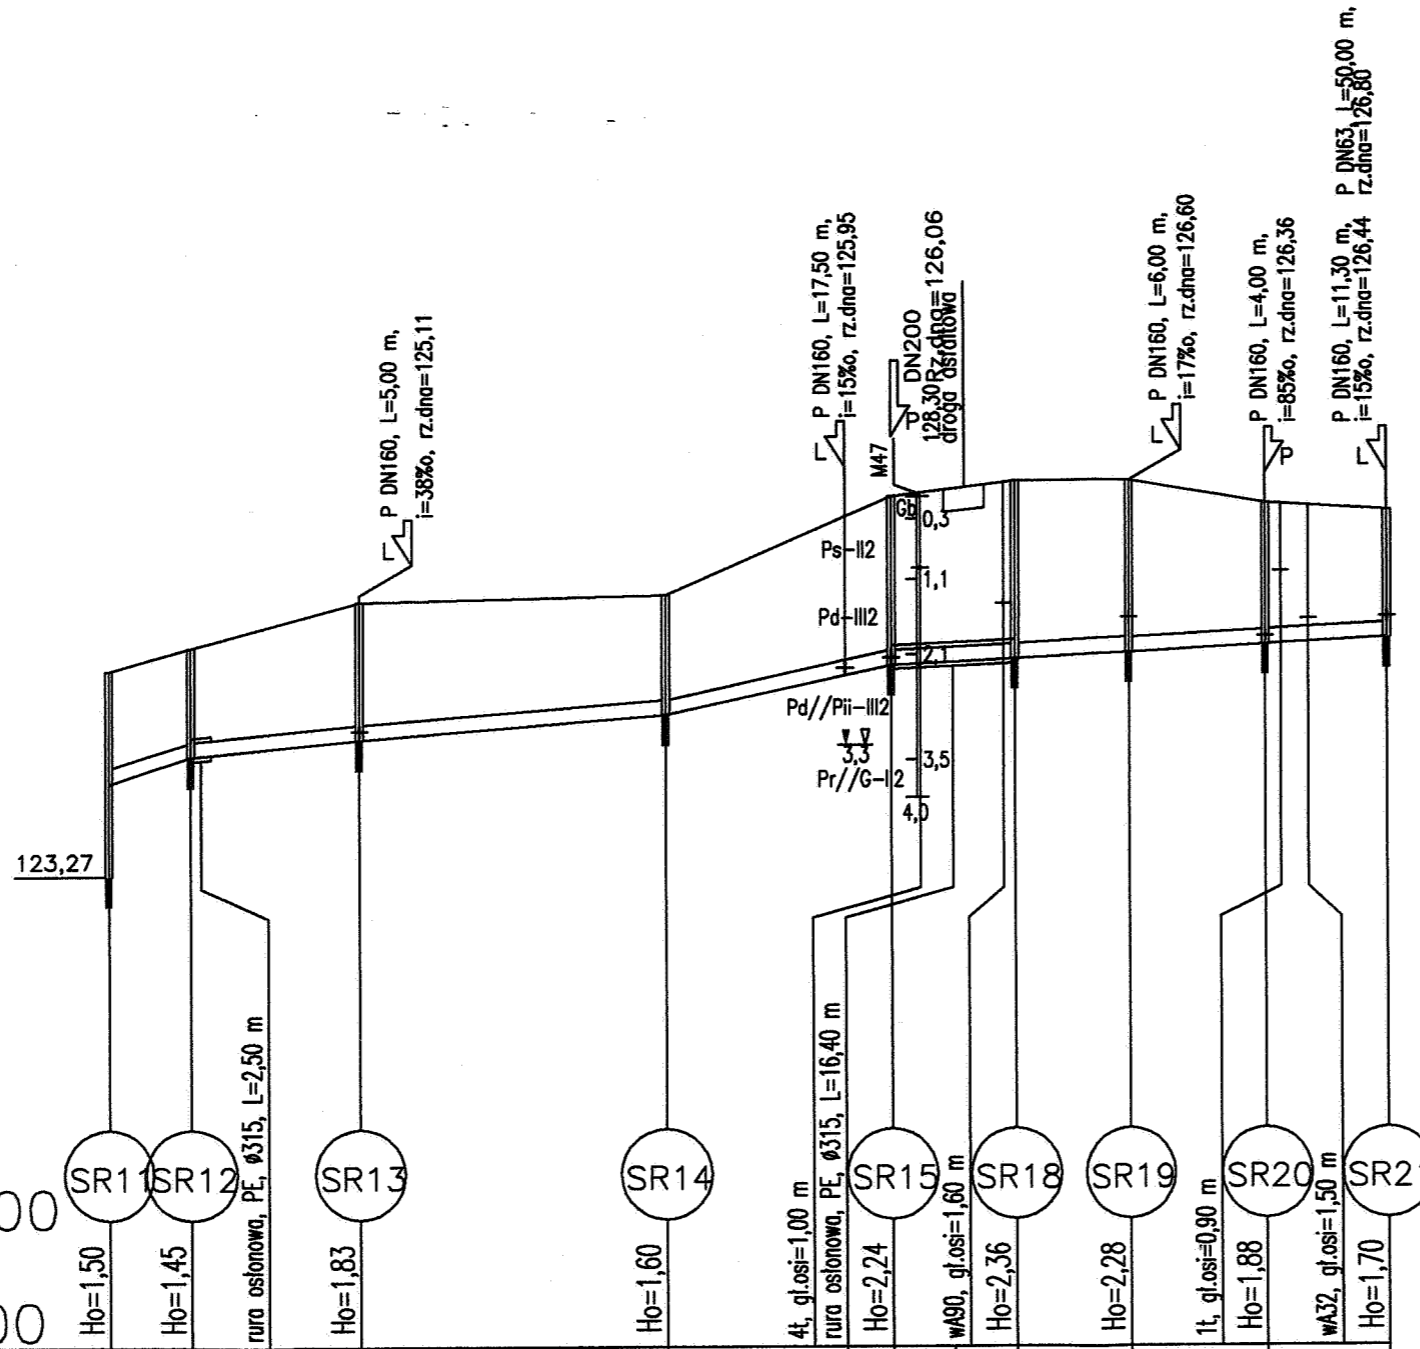 P DN63, L=50,00 m,
rz.dna=126,80
P DN160, L=5,00 m,
i=38%o, rz.dna=125,11
P DN160, L=17,50 m,
i=15%o, rz.dna=125,95
DN200
128,30
Rz.dna=126,06
droga asfaltowa
P DN160, L=6,00 m,
i=17%o, rz.dna=126,60
P DN160, L=4,00 m,
i=85%o, rz.dna=126,36
P DN160, L=11,30 m,
i=15%o, rz.dna=126,44
L
L
P
L
P
L
M47
Gb
0,3
Ps-II2
1,1
Pd-III2
2,1
Pd//Pii-III2
3,3
3,5
Pr//G-I2
4,0
123,27
SR11
SR12
SR13
SR14
SR15
SR18
SR19
SR20
SR21
00
00
Ho=1,50
Ho=1,45
rura osłonowa, PE, ø315, L=2,50 m
Ho=1,83
Ho=1,60
4t, gł.osi=1,00 m
rura osłonowa, PE, ø315, L=16,40 m
Ho=2,24
wA90, gł.osi=1,60 m
Ho=2,36
Ho=2,28
1t, gł.osi=0,90 m
Ho=1,88
wA32, gł.osi=1,50 m
Ho=1,70